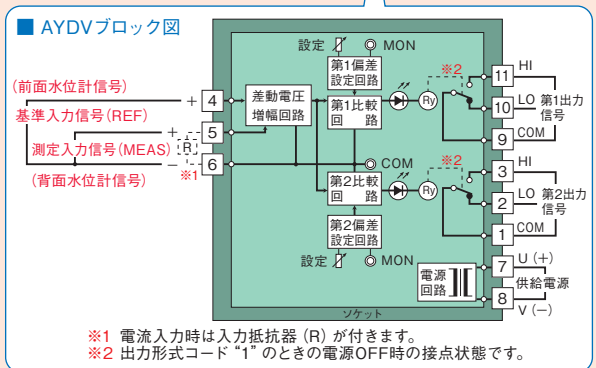 ■ AYDVブロック図
設定 MON
第1偏差
設定回路
※2
11 HI
(前面水位計信号)
+ 4
差動電圧
増幅回路
第1比較
回 路
Ry
10 LO 第1出力
信号
基準入力信号(REF)
+ 5
9 COM
測定入力信号(MEAS)
R
- 6
※1
(背面水位計信号)
COM
※2
3 HI
第2比較
回 路
Ry
2 LO 第2出力
信号
第2偏差
設定回路
1 COM
設定 MON
電源
回路
7 U(+)
供給電源
8 V(-)
ソケット
※1 電流入力時は入力抵抗器(R)が付きます。
※2 出力形式コード“1”のときの電源OFF時の接点状態です。